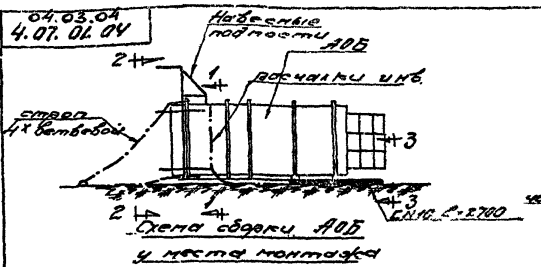 04.03.04
4.07.01.04
Навесные
подмости
АОБ
2
1
расчалки инв.
строп
4х ветвевой
3
2
1
3
ℓ=2700
Схема сборки АОБ
у места монтажа